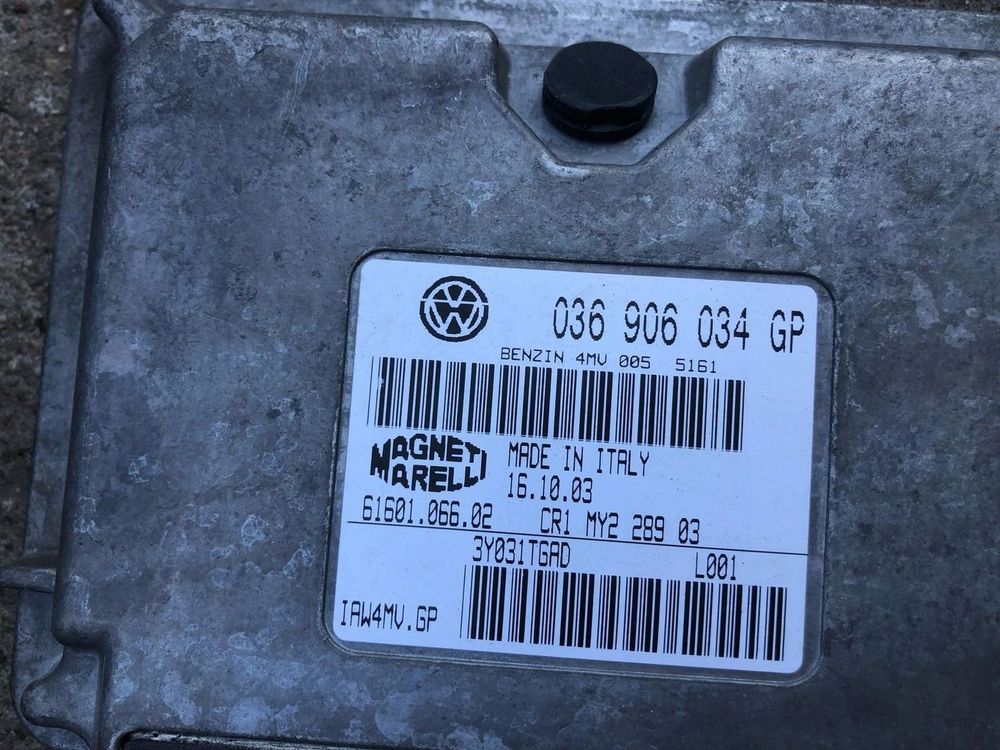 036 906 034 GP
BENZIN 4MV 005 5161
MAGNETI
MARELLI
MADE IN ITALY
16.10.03
61601.066.02 CR1 MY2 289 03
3Y031TGAD L001
IAW4MV.GP